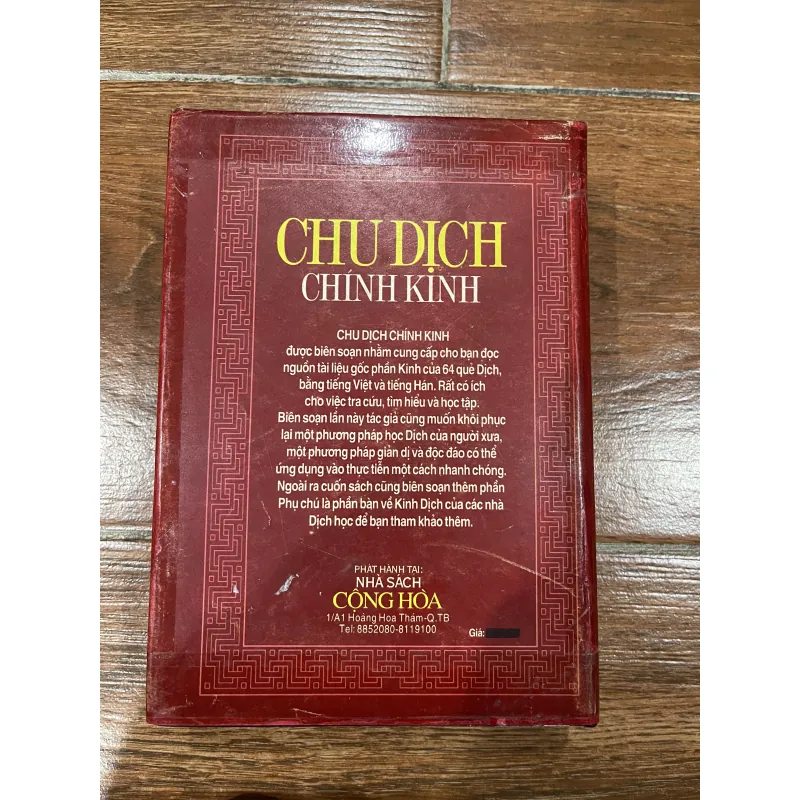 CHU DỊCH
CHÍNH KINH
CHU DỊCH CHÍNH KINH
được biên soạn nhằm cung cấp cho bạn đọc
nguồn tài liệu gốc phần Kinh của 64 quẻ Dịch,
bằng tiếng Việt và tiếng Hán. Rất có ích
cho việc tra cứu, tìm hiểu và học tập.
Biên soạn lần này tác giả cũng muốn khôi phục
lại một phương pháp học Dịch của người xưa,
một phương pháp giản dị và độc đáo có thể
ứng dụng vào thực tiễn một cách nhanh chóng.
Ngoài ra cuốn sách cũng biên soạn thêm phần
Phụ chú là phần bàn về Kinh Dịch của các nhà
Dịch học để bạn tham khảo thêm.
PHÁT HÀNH TẠI:
NHÀ SÁCH
CỘNG HÒA
1/A1 Hoàng Hoa Thám-Q.TB
Tel: 8852080-8119100
Giá: